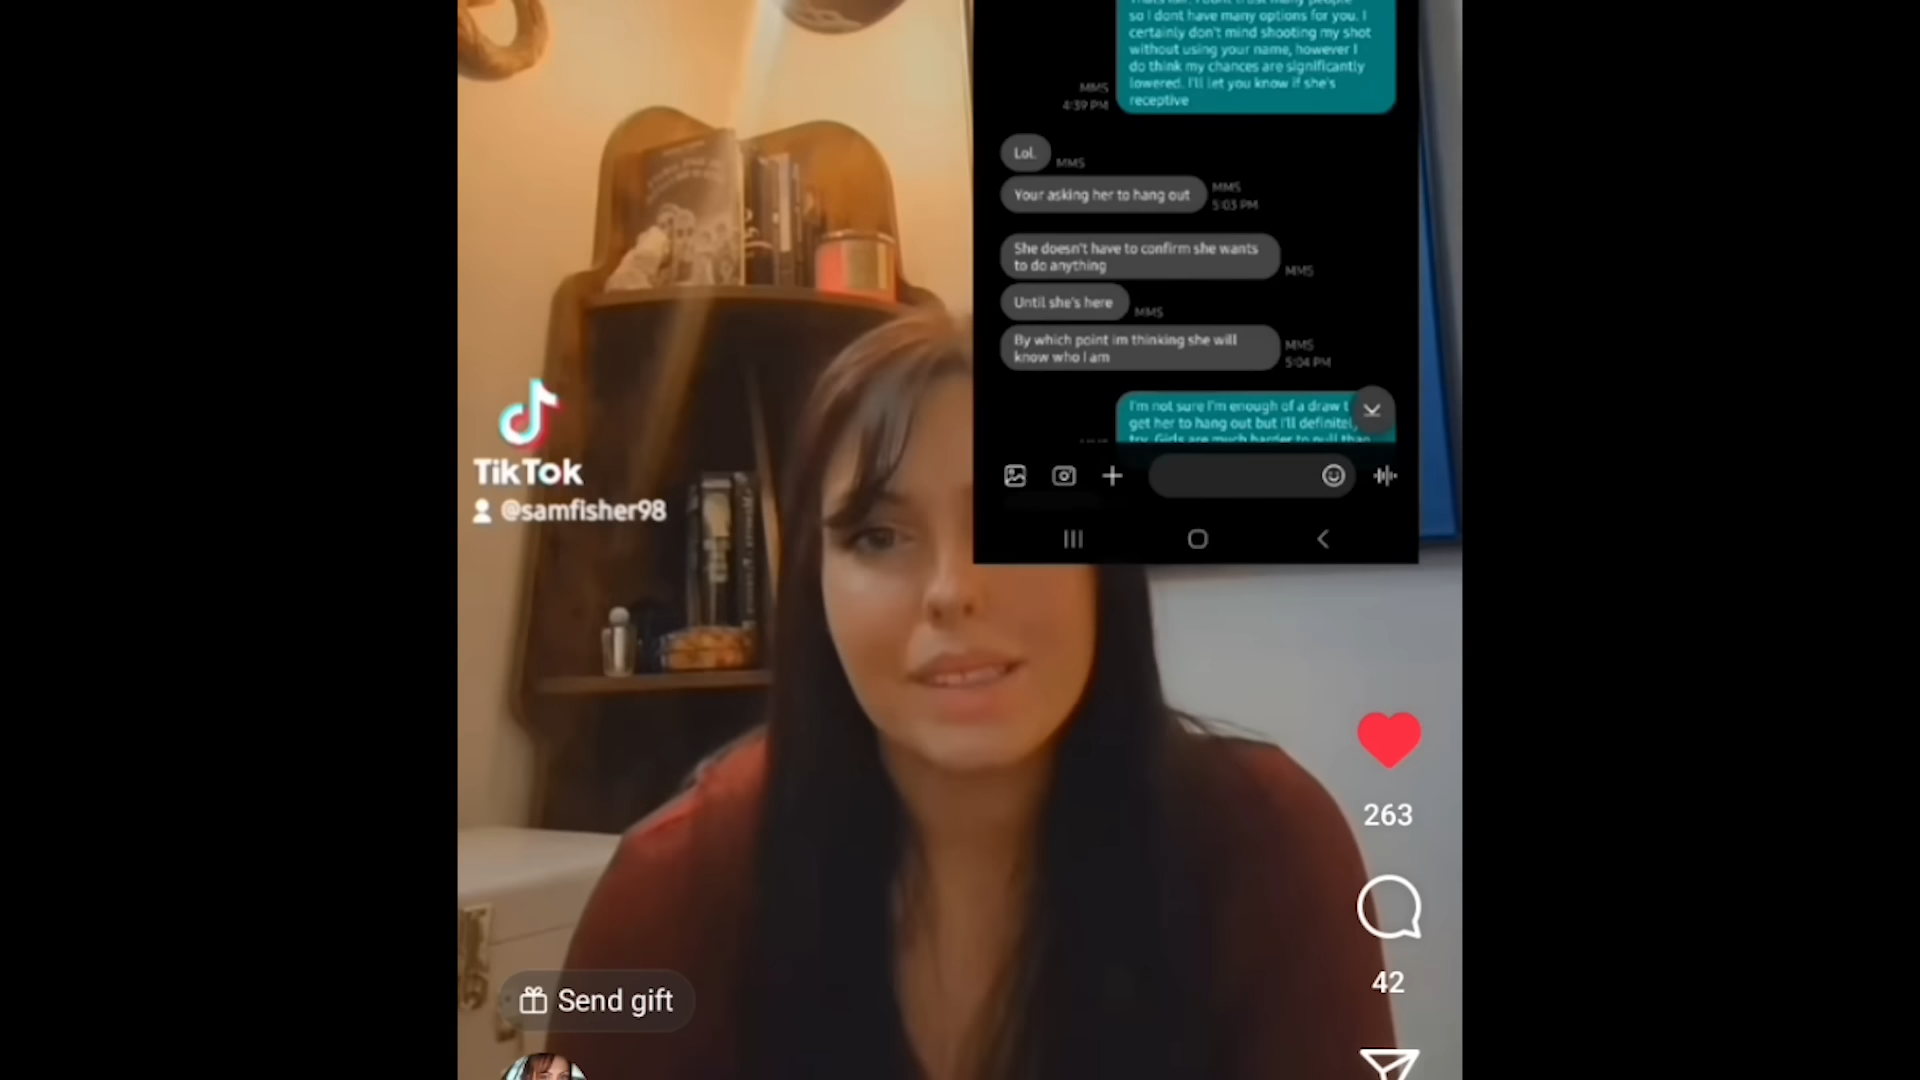 so I dont have many options for you. I
certainly don't mind shooting my shot
without using your name, however I
do think my chances are significantly
lowered. I'll let you know if she's
receptive
MMS
4:39 PM
Lol.
MMS
Your asking her to hang out
MMS
5:03 PM
She doesn't have to confirm she wants
to do anything
MMS
Until she's here
MMS
By which point im thinking she will
know who I am
MMS
5:04 PM
I'm not sure I'm enough of a draw
get her to hang out but I'll
TikTok
@samfisher98
263
42
Send gift